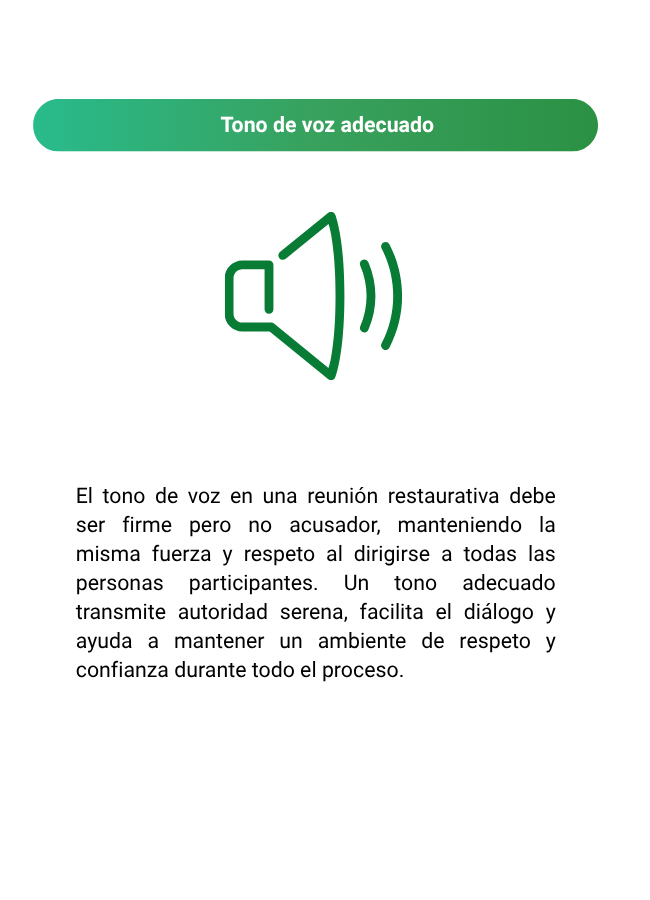 Tono de voz adecuado
El tono de voz en una reunión restaurativa debe
ser firme pero no acusador, manteniendo la
misma fuerza y respeto al dirigirse a todas las
personas participantes. Un tono adecuado
transmite autoridad serena, facilita el diálogo y
ayuda a mantener un ambiente de respeto y
confianza durante todo el proceso.